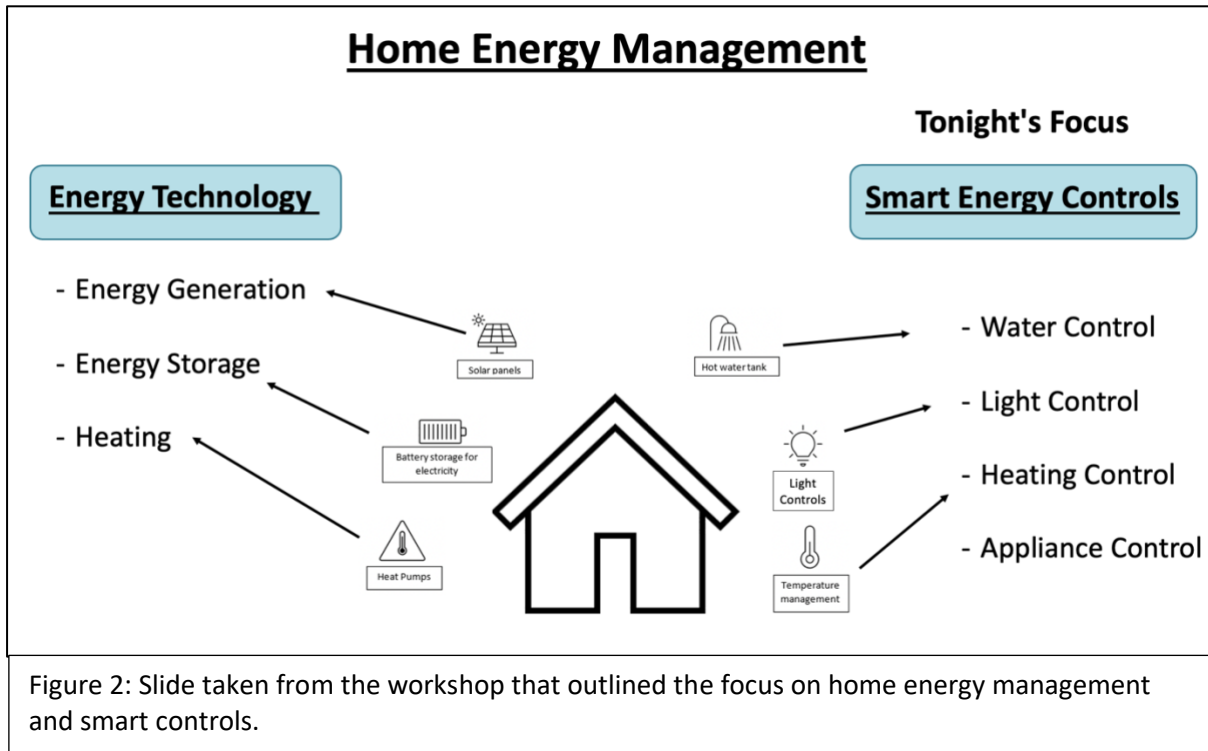 Home Energy Management
Tonight's Focus
Energy Technology
Smart Energy Controls
- Energy Generation
- Energy Storage
- Heating
Solar panels
Battery storage for
electricity
Heat Pumps
Hot water tank
Light
Controls
Temperature
management
- Water Control
- Light Control
- Heating Control
- Appliance Control
Figure 2: Slide taken from the workshop that outlined the focus on home energy management
and smart controls.